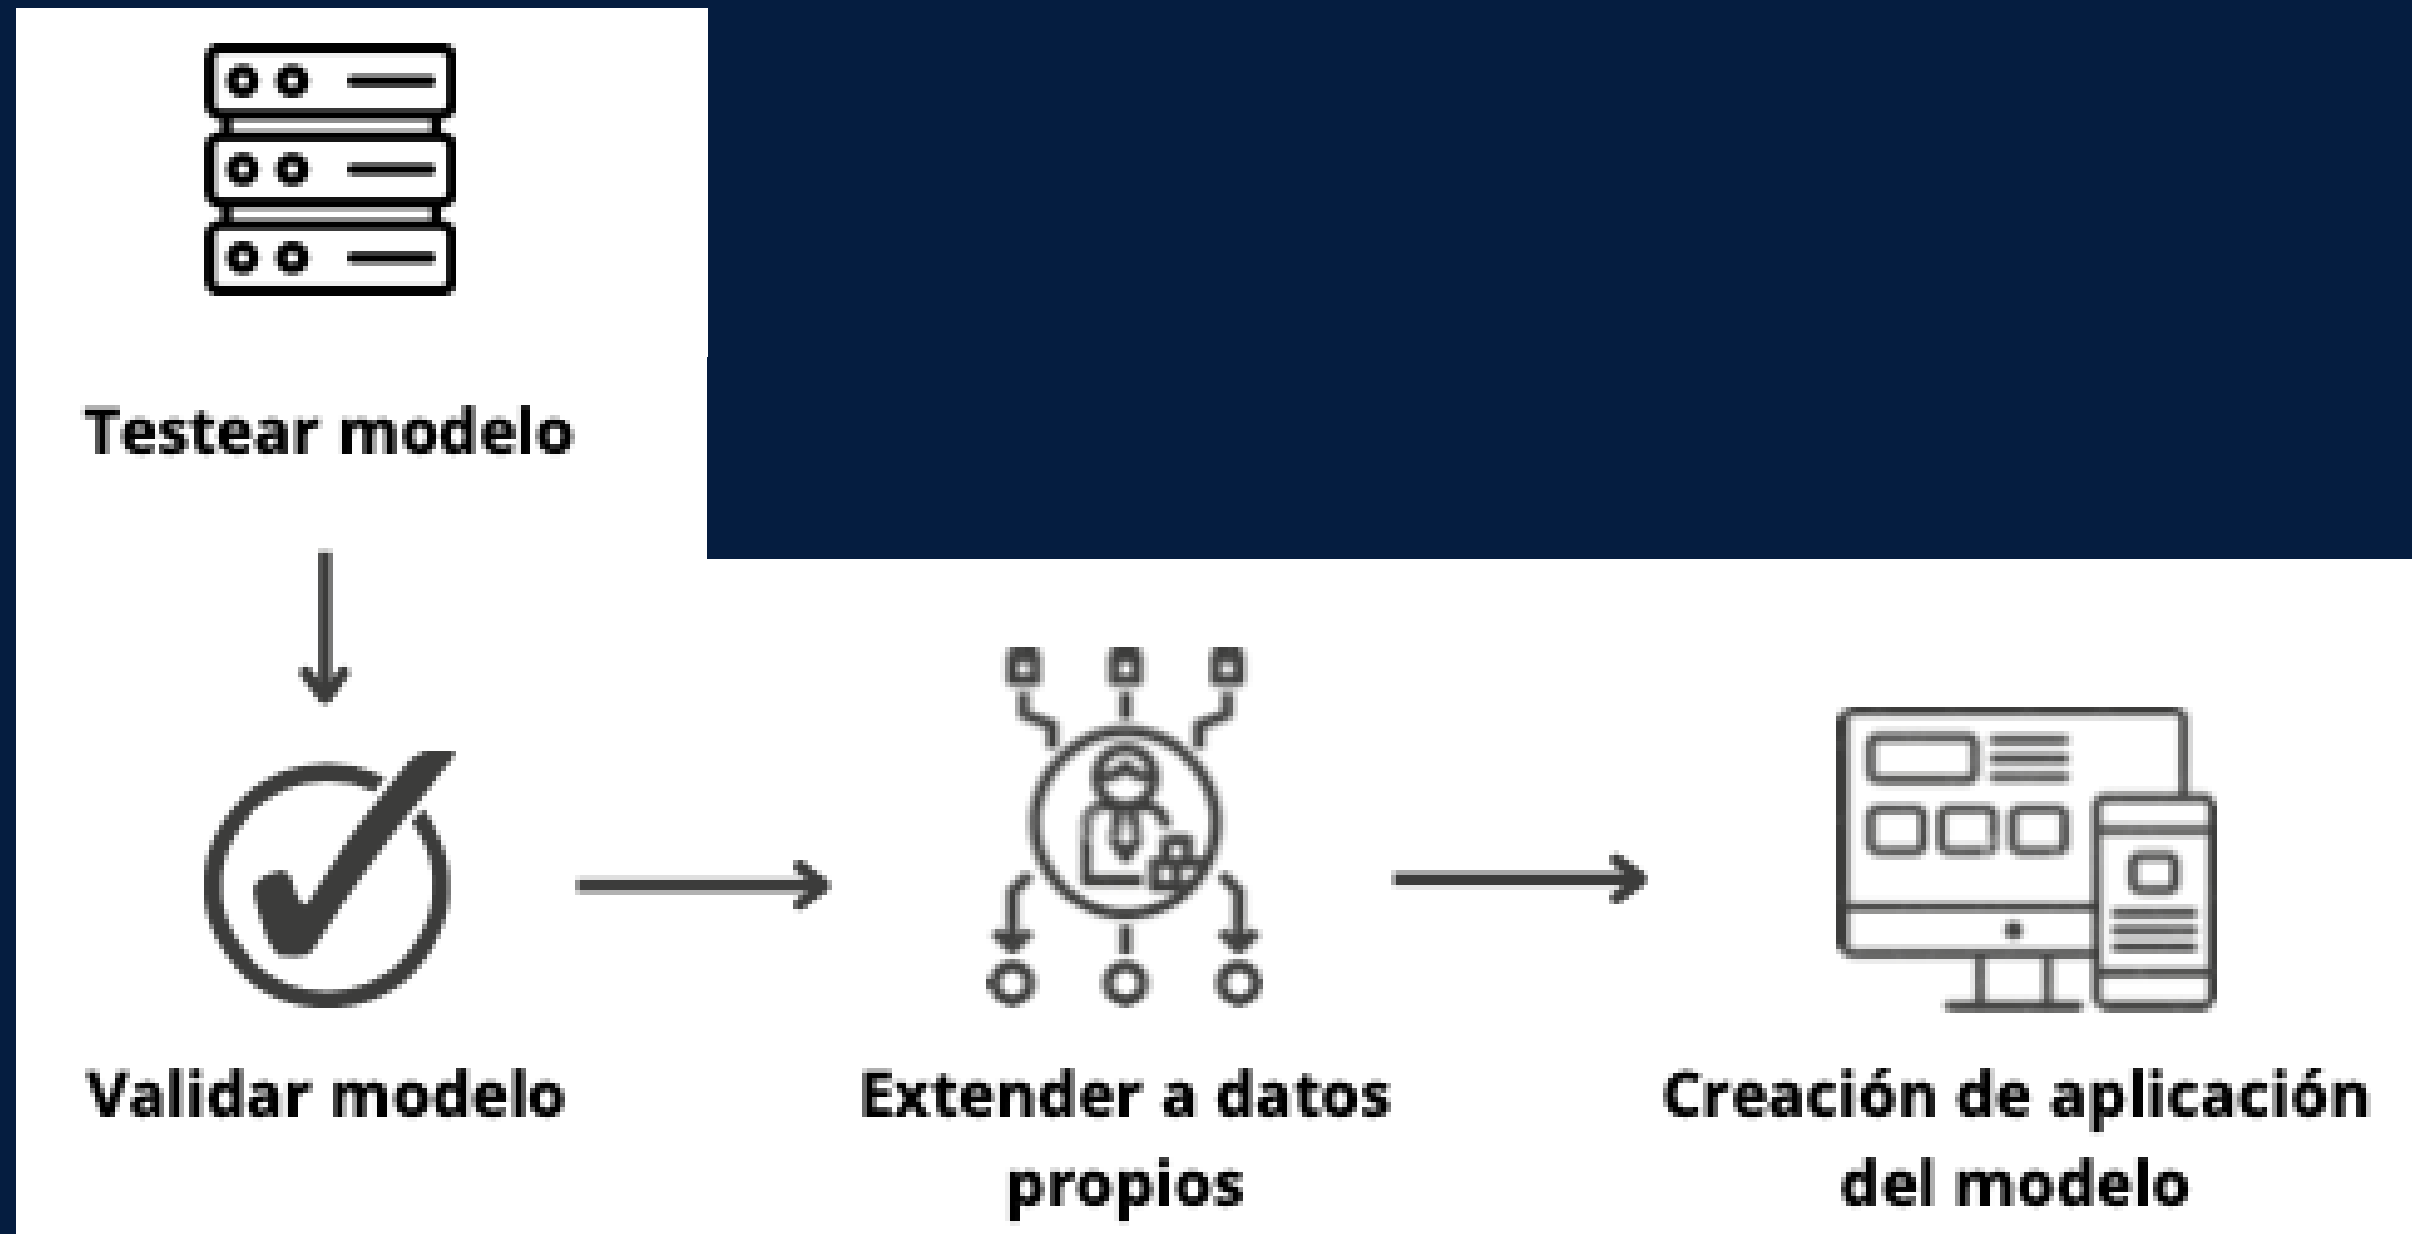 Testear modelo
Validar modelo
Extender a datos
propios
Creación de aplicación
del modelo